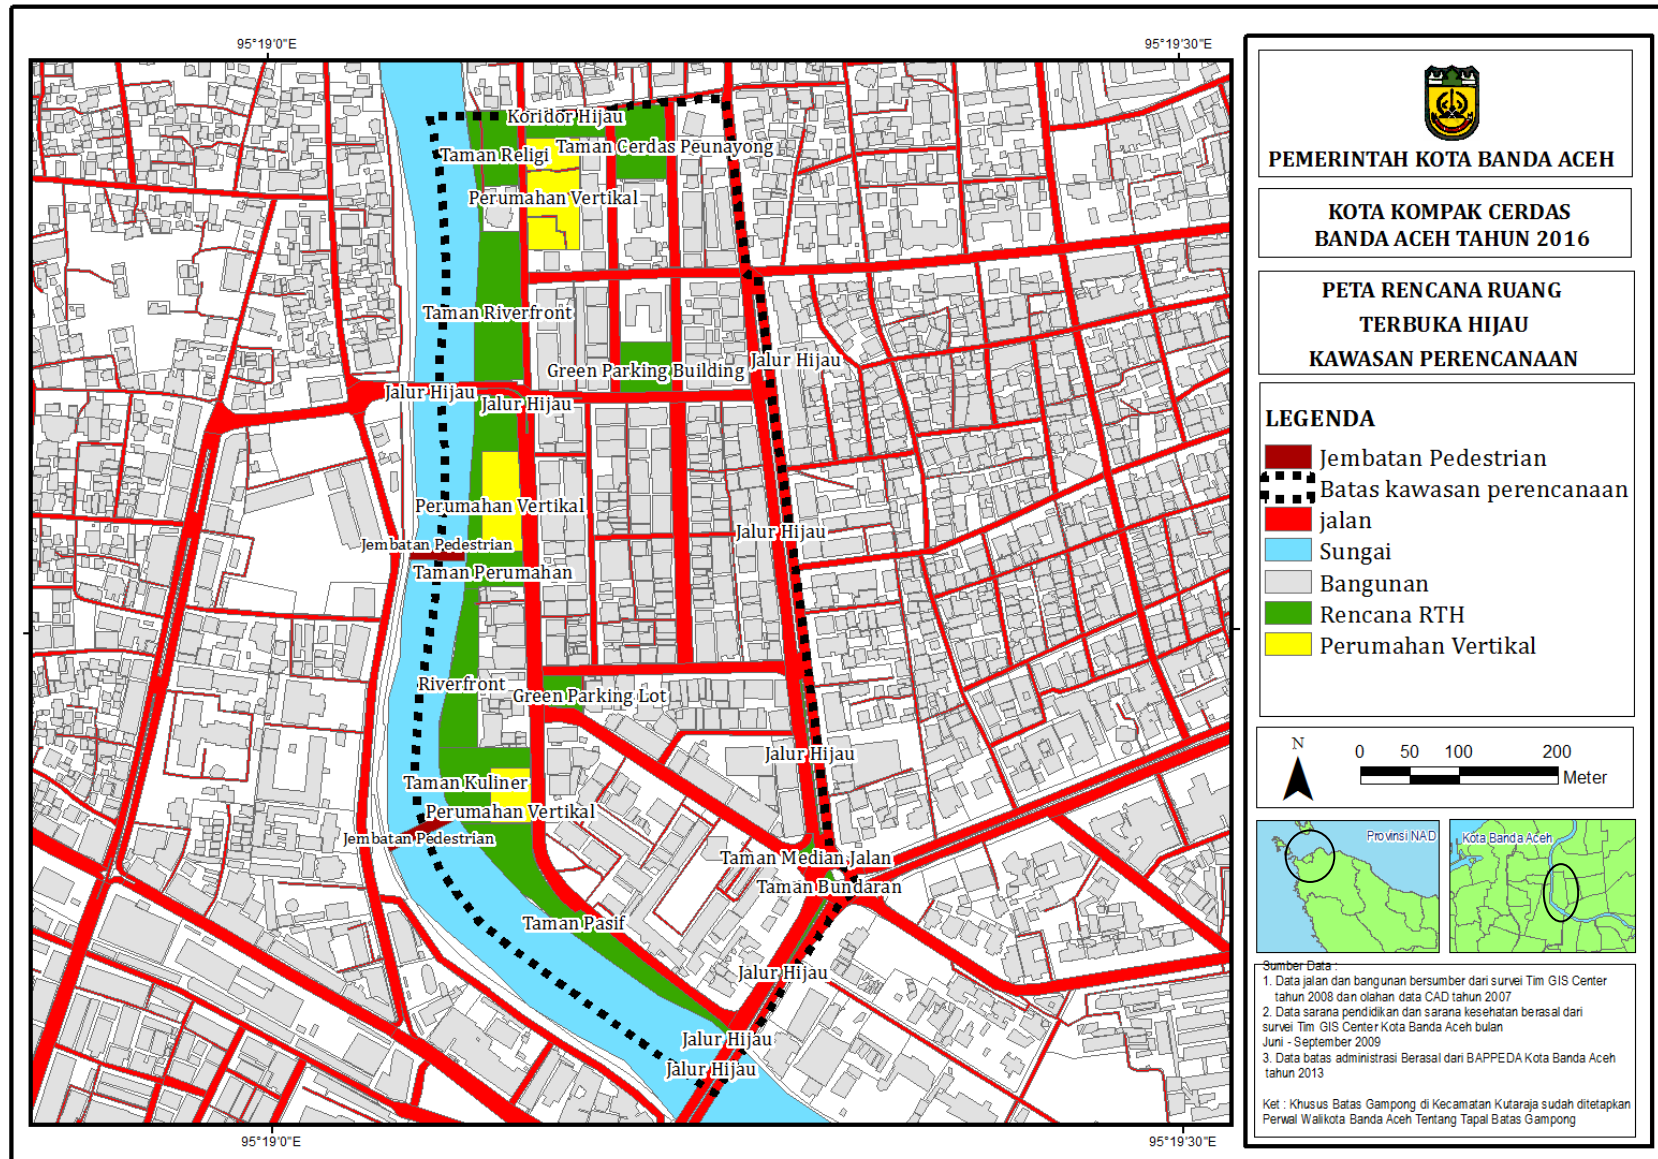 95°19'0"E
95°19'30"E
Koridor Hijau
Taman Religi
Taman Cerdas Peunayong
Perumahan Vertikal
Taman Riverfront
Green Parking Building
Jalur Hijau
Jalur Hijau
Jalur Hijau
Perumahan Vertikal
Jalur Hijau
Jembatan Pedestrian
Taman Perumahan
Riverfront
Green Parking Lot
Jalur Hijau
Taman Kuliner
Perumahan Vertikal
Jembatan Pedestrian
Taman Median Jalan
Taman Bundaran
Taman Pasif
Jalur Hijau
Jalur Hijau
Jalur Hijau
95°19'0"E
95°19'30"E
PEMERINTAH KOTA BANDA ACEH
KOTA KOMPAK CERDAS
BANDA ACEH TAHUN 2016
PETA RENCANA RUANG
TERBUKA HIJAU
KAWASAN PERENCANAAN
LEGENDA
Jembatan Pedestrian
Batas kawasan perencanaan
jalan
Sungai
Bangunan
Rencana RTH
Perumahan Vertikal
N
0 50 100 200
Meter
Provinsi NAD
Kota Banda Aceh
Sumber Data :
1. Data jalan dan bangunan bersumber dari survei Tim GIS Center
tahun 2008 dan olahan data CAD tahun 2007
2. Data sarana pendidikan dan sarana kesehatan berasal dari
survei Tim GIS Center Kota Banda Aceh bulan
Juni - September 2009
3. Data batas administrasi Berasal dari BAPPEDA Kota Banda Aceh
tahun 2013
Ket : Khusus Batas Gampong di Kecamatan Kutaraja sudah ditetapkan
Perwal Walikota Banda Aceh Tentang Tapal Batas Gampong